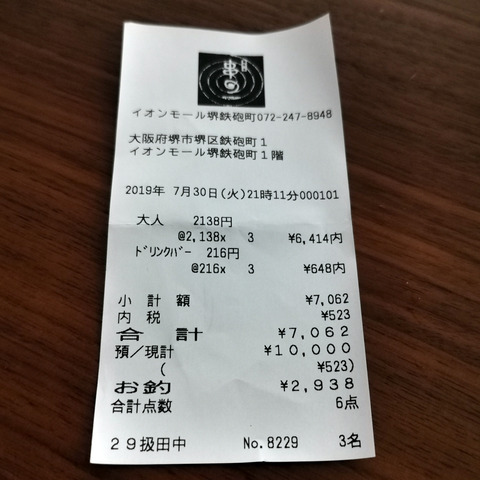 串
イオンモール堺鉄砲町072-247-8948
大阪府堺市堺区鉄砲町1
イオンモール堺鉄砲町1階
2019年 7月30日(火)21時11分000101
大人 2138円
@2,138x 3 ¥6,414内
ﾄﾞﾘﾝｸﾊﾞｰ 216円
@216x 3 ¥648内
小計額 ¥7,062
内税 ¥523
合計 ¥7,062
預/現計 ¥10,000
( ¥523)
お釣 ¥2,938
合計点数 6点
29扱田中 No.8229 3名